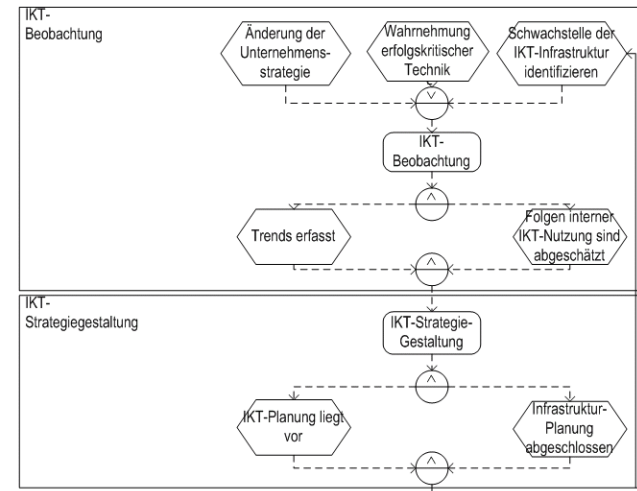 IKT-
Beobachtung
Änderung der
Unternehmens-
strategie
Wahrnehmung
erfolgskritischer
Technik
Schwachstelle der
IKT-Infrastruktur
identifizieren
IKT-
Beobachtung
Trends erfasst
Folgen interner
IKT-Nutzung sind
abgeschätzt
IKT-
Strategiegestaltung
IKT-Strategie-
Gestaltung
IKT-Planung liegt
vor
Infrastruktur-
Planung
abgeschlossen